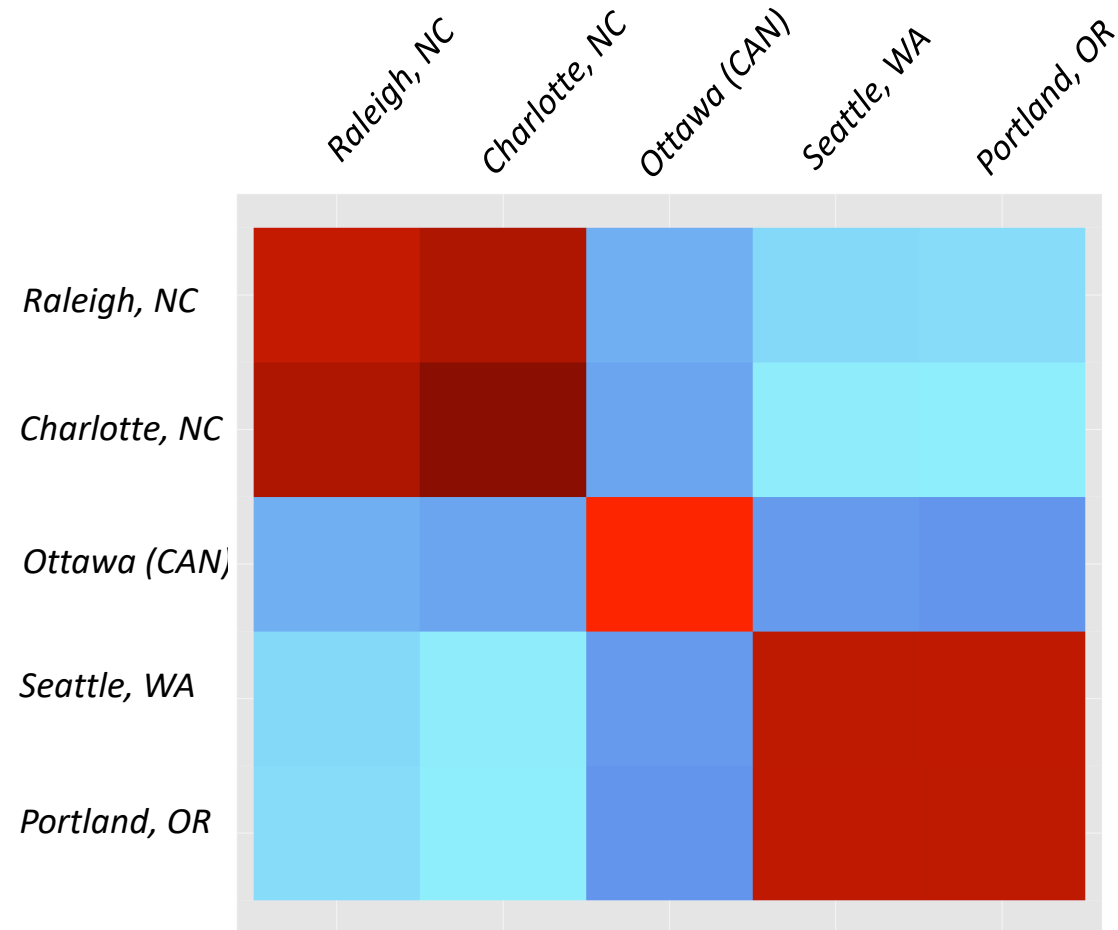 Raleigh, NC
Charlotte, NC
Ottawa (CAN)
Seattle, WA
Portland, OR
Raleigh, NC
Charlotte, NC
Ottawa (CAN)
Seattle, WA
Portland, OR